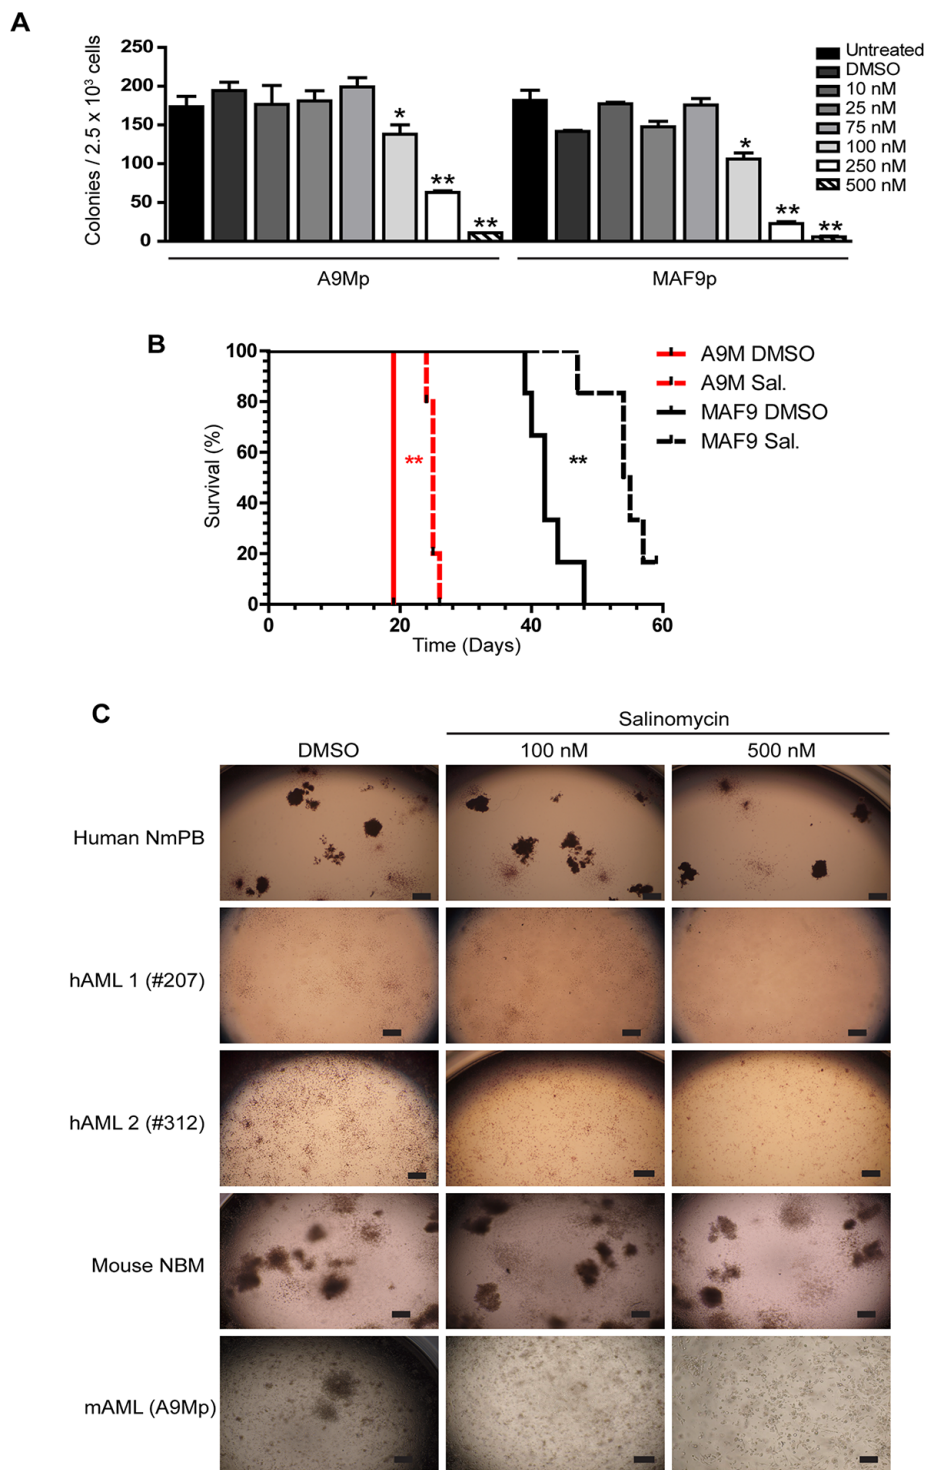 A
Colonies / 2.5 x 10³ cells
250
200
150
100
50
0
*
**
**
*
**
**
Untreated
DMSO
10 nM
25 nM
75 nM
100 nM
250 nM
500 nM
A9Mp
MAF9p
B
Survival (%)
100
80
60
40
20
0
**
**
A9M DMSO
A9M Sal.
MAF9 DMSO
MAF9 Sal.
0 20 40 60
Time (Days)
C
Salinomycin
DMSO 100 nM 500 nM
Human NmPB
hAML 1 (#207)
hAML 2 (#312)
Mouse NBM
mAML (A9Mp)